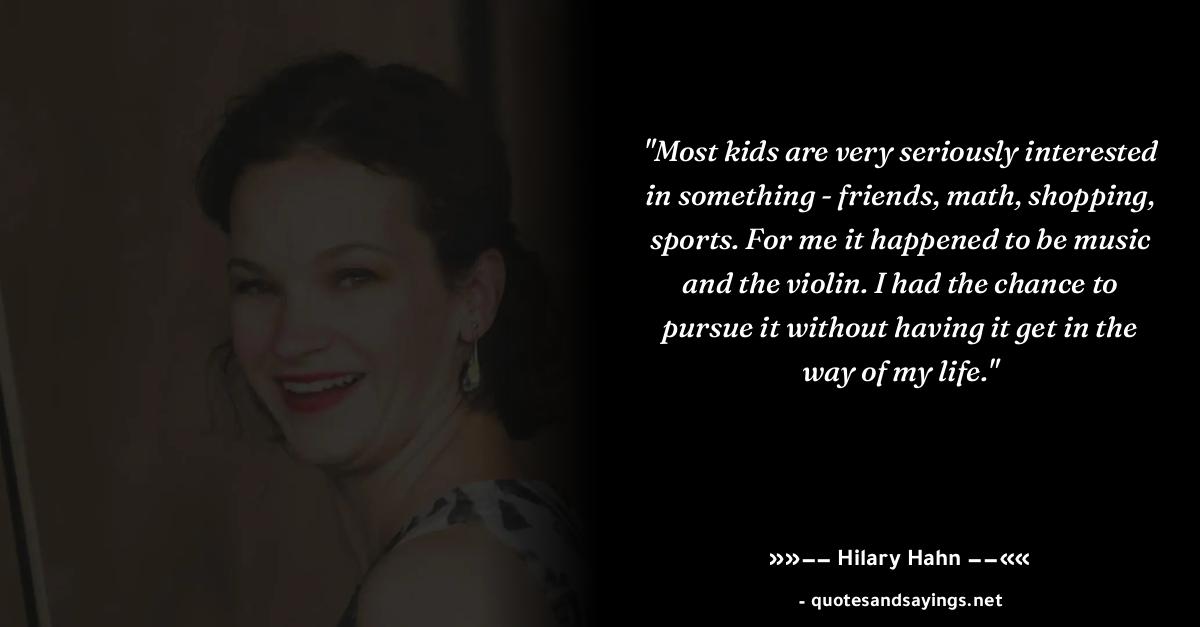 "Most kids are very seriously interested
in something - friends, math, shopping,
sports. For me it happened to be music
and the violin. I had the chance to
pursue it without having it get in the
way of my life."
»»–– Hilary Hahn ––««
- quotesandsayings.net